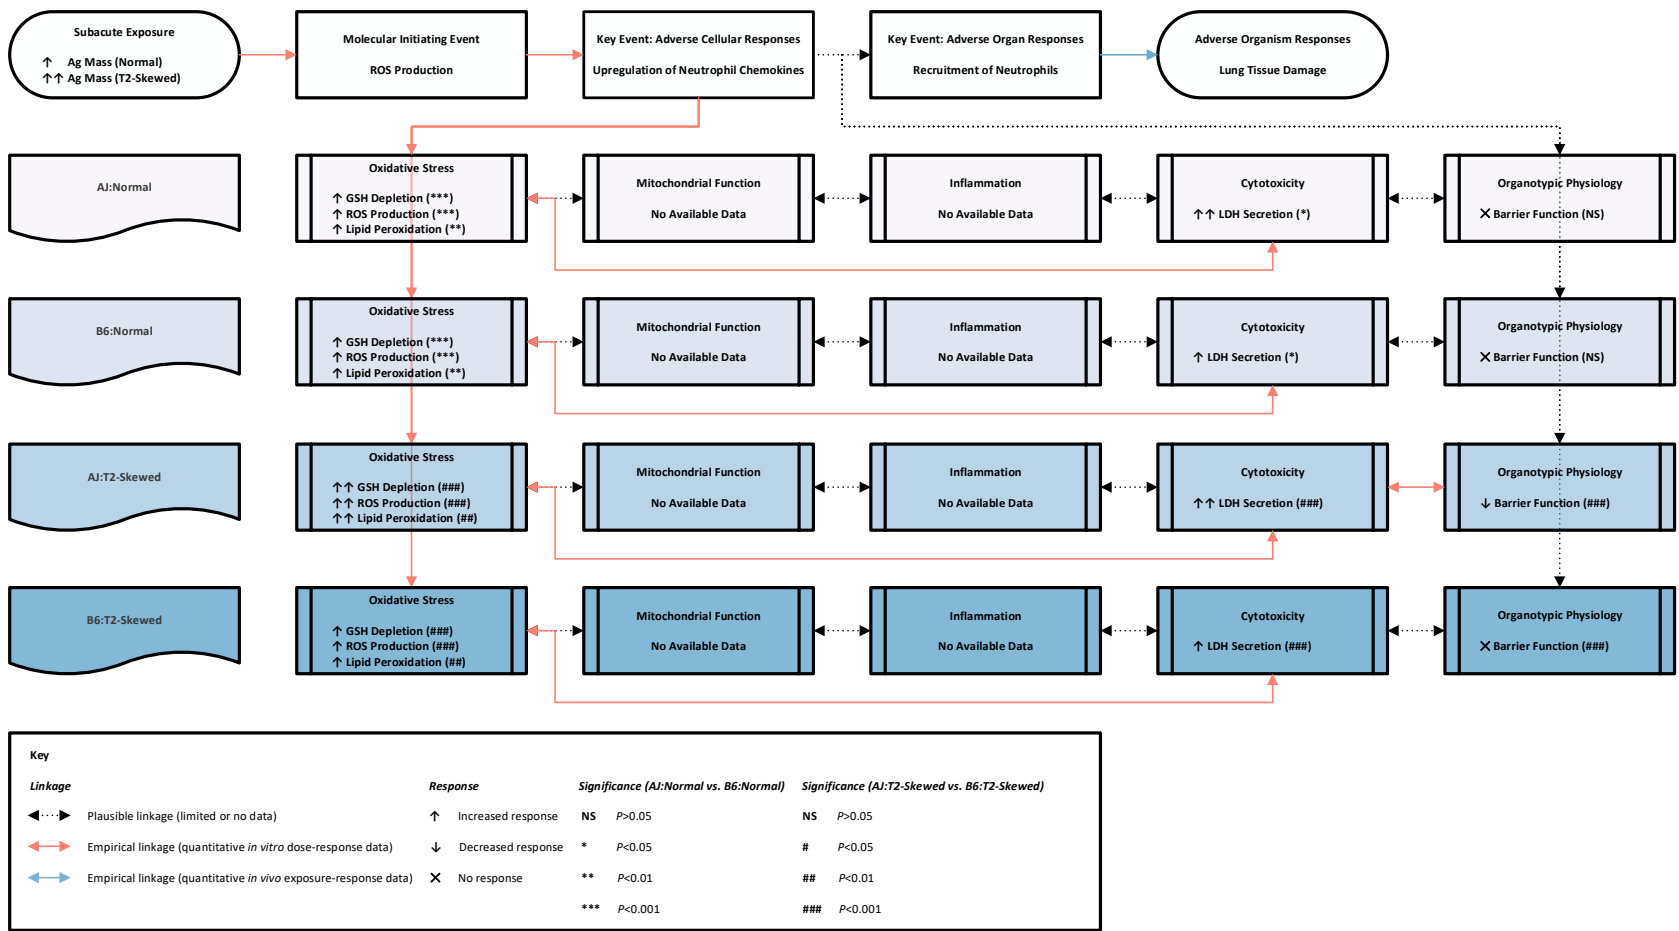 Subacute Exposure
↑ Ag Mass (Normal)
↑↑ Ag Mass (T2-Skewed)
Molecular Initiating Event
ROS Production
Key Event: Adverse Cellular Responses
Upregulation of Neutrophil Chemokines
Key Event: Adverse Organ Responses
Recruitment of Neutrophils
Adverse Organism Responses
Lung Tissue Damage
AJ:Normal
Oxidative Stress
↑ GSH Depletion (***)
↑ ROS Production (***)
↑ Lipid Peroxidation (**)
Mitochondrial Function
No Available Data
Inflammation
No Available Data
Cytotoxicity
↑↑ LDH Secretion (*)
Organotypic Physiology
✕ Barrier Function (NS)
B6:Normal
Oxidative Stress
↑ GSH Depletion (***)
↑ ROS Production (***)
↑ Lipid Peroxidation (**)
Mitochondrial Function
No Available Data
Inflammation
No Available Data
Cytotoxicity
↑ LDH Secretion (*)
Organotypic Physiology
✕ Barrier Function (NS)
AJ:T2-Skewed
Oxidative Stress
↑↑ GSH Depletion (###)
↑↑ ROS Production (###)
↑↑ Lipid Peroxidation (##)
Mitochondrial Function
No Available Data
Inflammation
No Available Data
Cytotoxicity
↑↑ LDH Secretion (###)
Organotypic Physiology
↓ Barrier Function (###)
B6:T2-Skewed
Oxidative Stress
↑ GSH Depletion (###)
↑ ROS Production (###)
↑ Lipid Peroxidation (##)
Mitochondrial Function
No Available Data
Inflammation
No Available Data
Cytotoxicity
↑ LDH Secretion (###)
Organotypic Physiology
✕ Barrier Function (###)
Key
Linkage
Plausible linkage (limited or no data)
Empirical linkage (quantitative in vitro dose-response data)
Empirical linkage (quantitative in vivo exposure-response data)
Response
↑ Increased response
↓ Decreased response
✕ No response
Significance (AJ:Normal vs. B6:Normal)
NS P>0.05
* P<0.05
** P<0.01
*** P<0.001
Significance (AJ:T2-Skewed vs. B6:T2-Skewed)
NS P>0.05
# P<0.05
## P<0.01
### P<0.001